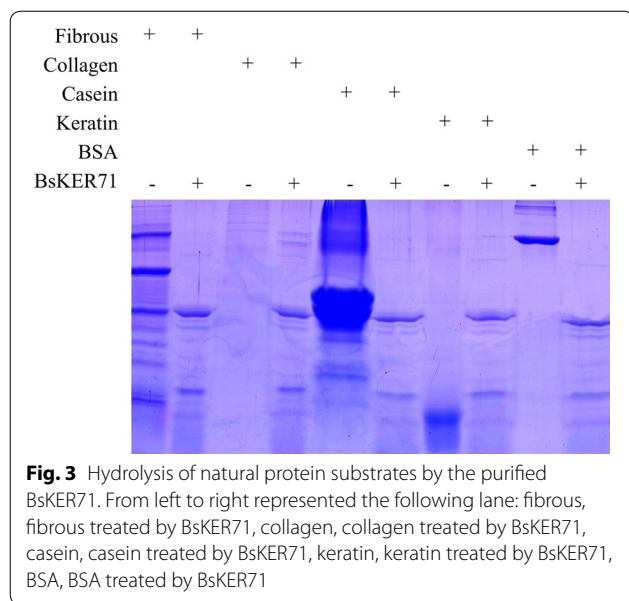 Fibrous + +
Collagen + +
Casein + +
Keratin + +
BSA + +
BsKER71 - + - + - + - + - +
Fig. 3 Hydrolysis of natural protein substrates by the purified
BsKER71. From left to right represented the following lane: fibrous,
fibrous treated by BsKER71, collagen, collagen treated by BsKER71,
casein, casein treated by BsKER71, keratin, keratin treated by BsKER71,
BSA, BSA treated by BsKER71